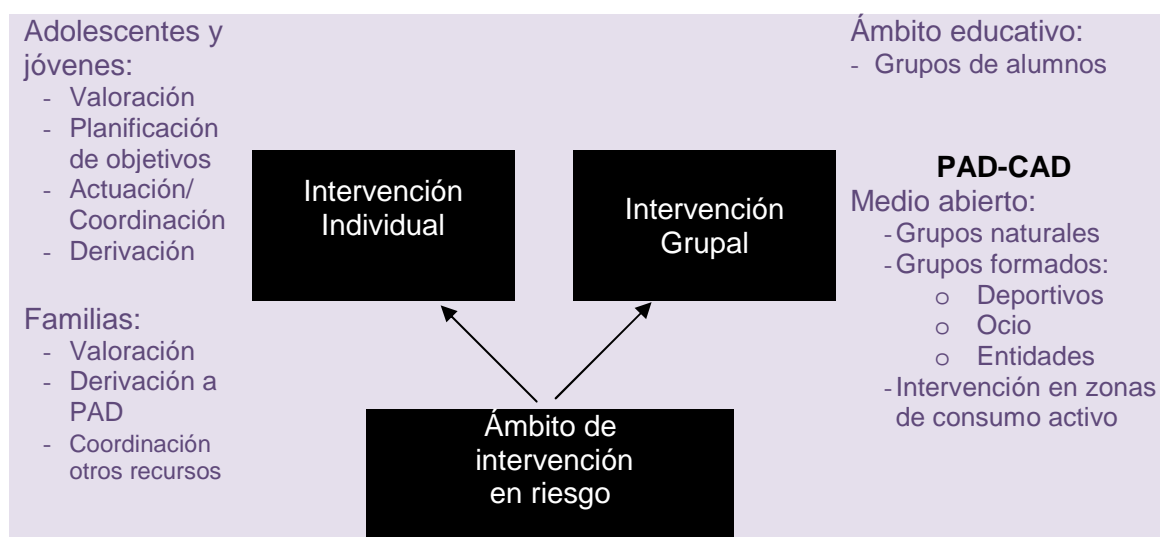 Adolescentes y
jóvenes:
- Valoración
- Planificación
de objetivos
- Actuación/
Coordinación
- Derivación
Familias:
- Valoración
- Derivación a
PAD
- Coordinación
otros recursos
Intervención
Individual
Intervención
Grupal
Ámbito de
intervención
en riesgo
Ámbito educativo:
- Grupos de alumnos
PAD-CAD
Medio abierto:
- Grupos naturales
- Grupos formados:
o Deportivos
o Ocio
o Entidades
- Intervención en zonas
de consumo activo